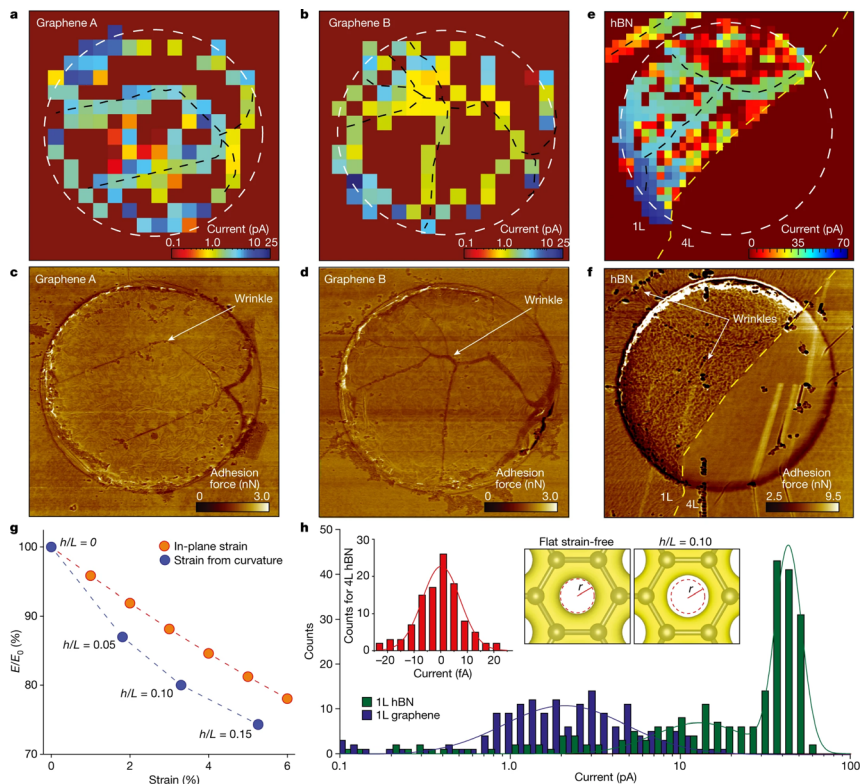 a
Graphene A
Current (pA)
0.1 1.0 10 25
b
Graphene B
Current (pA)
0.1 1.0 10 25
e
hBN
1L
4L
Current (pA)
0 35 70
c
Graphene A
Wrinkle
Adhesion
force (nN)
0 3.0
d
Graphene B
Wrinkle
Adhesion
force (nN)
0 3.0
f
hBN
Wrinkles
1L
4L
Adhesion
force (nN)
2.5 9.5
g
h/L = 0
In-plane strain
Strain from curvature
h/L = 0.05
h/L = 0.10
h/L = 0.15
100
90
80
70
E/E0 (%)
0 2 4 6
Strain (%)
h
50
40
30
20
10
0
Counts
30
20
10
0
Counts for 4L hBN
−20 −10 0 10 20
Current (fA)
Flat strain-free
r
h/L = 0.10
r
1L hBN
1L graphene
0.1 1.0 10 100
Current (pA)